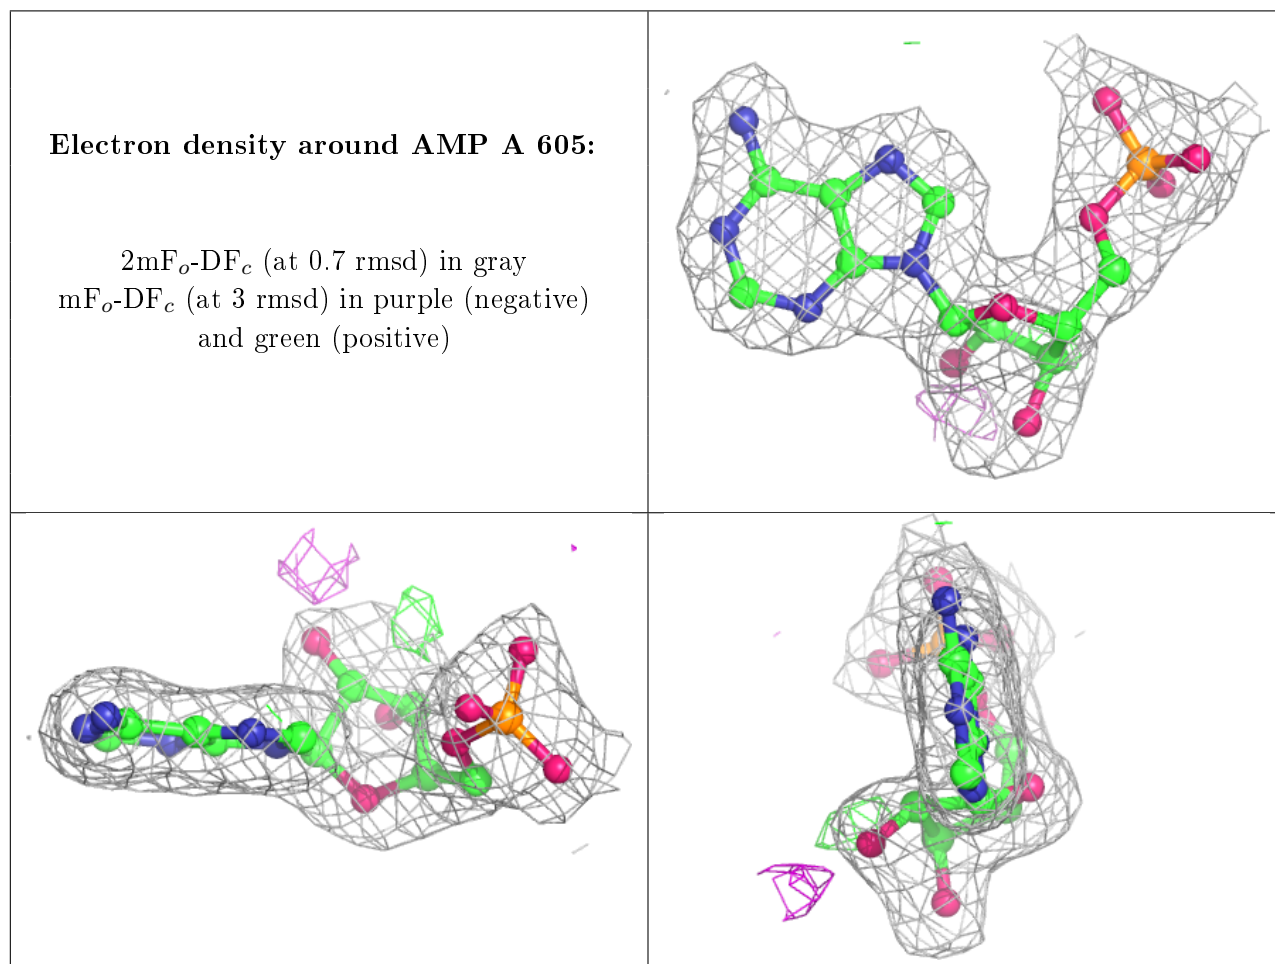 Electron density around AMP A 605:
2mFo-DFc (at 0.7 rmsd) in gray
mFo-DFc (at 3 rmsd) in purple (negative)
and green (positive)